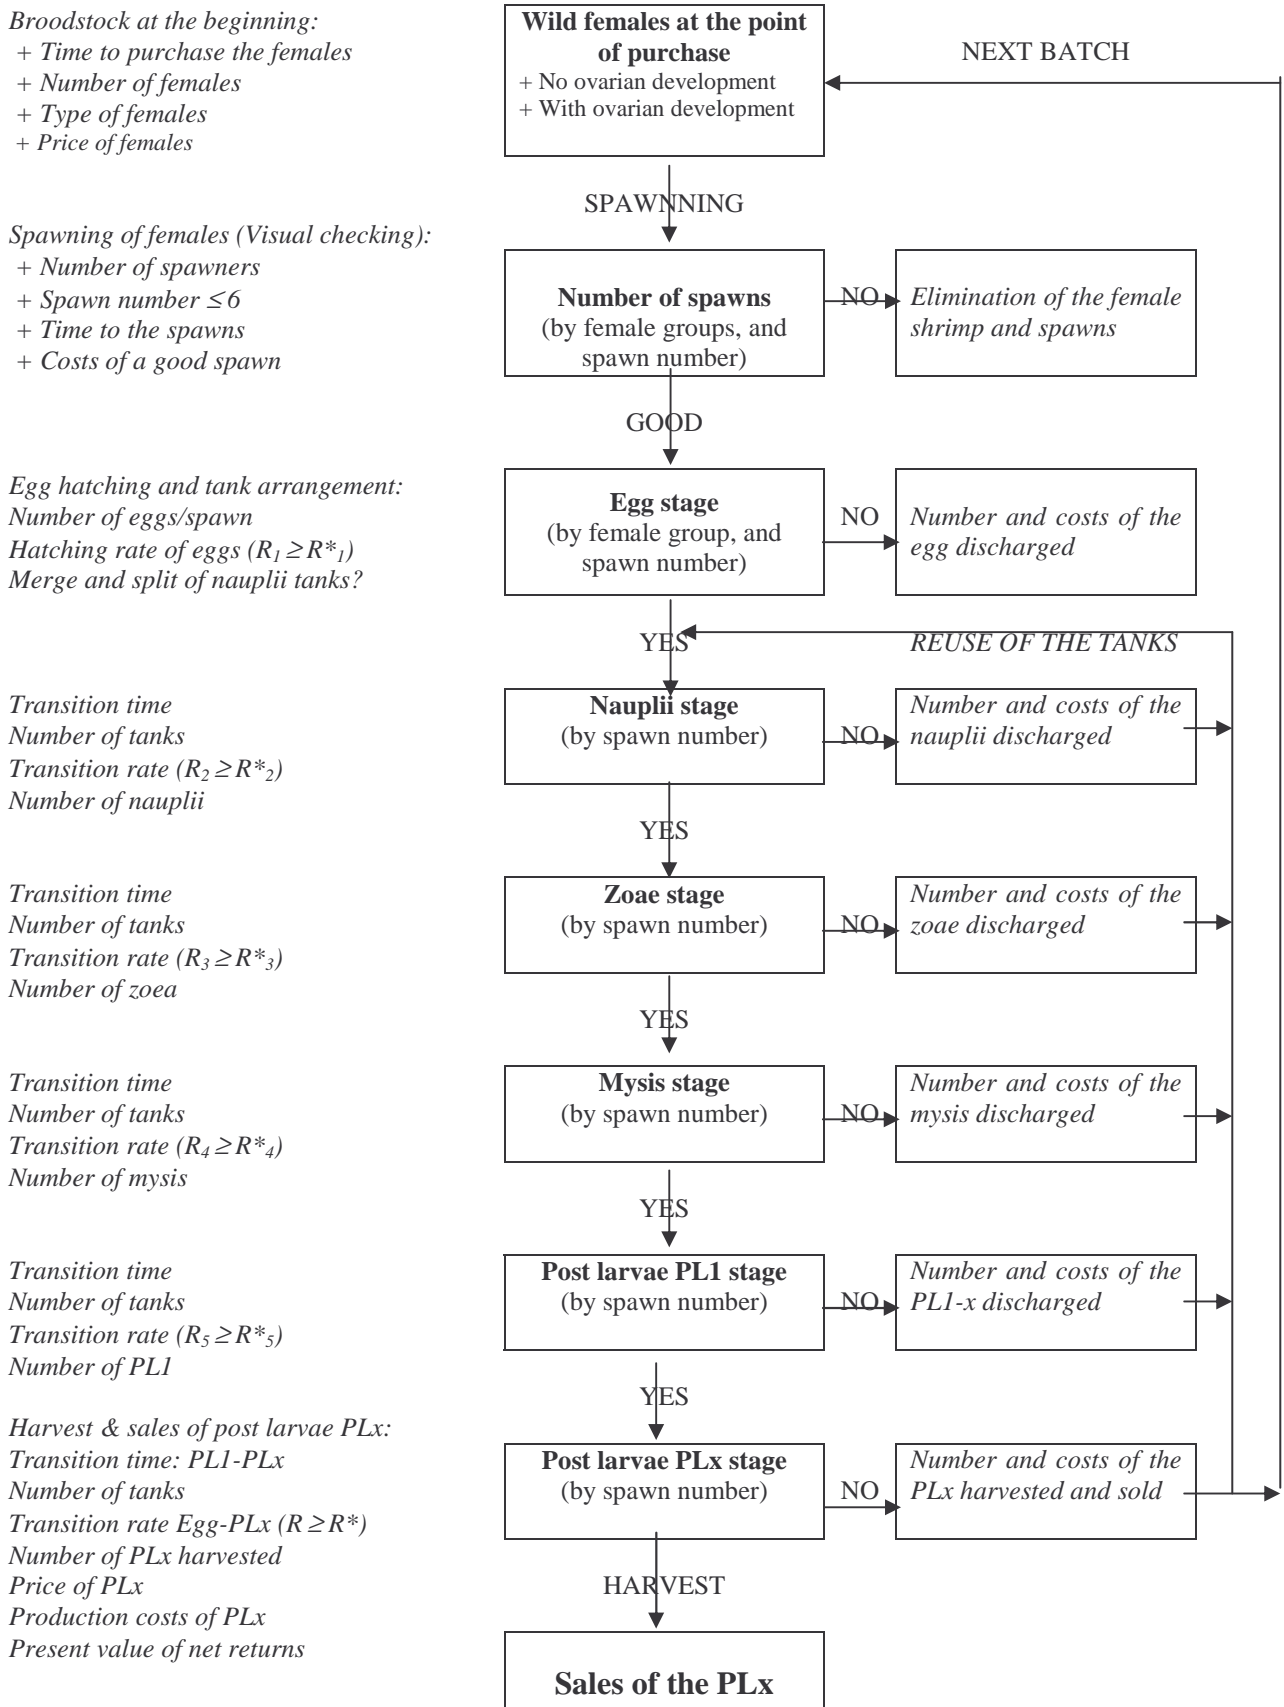 Broodstock at the beginning:
+ Time to purchase the females
+ Number of females
+ Type of females
+ Price of females
Wild females at the point
of purchase
+ No ovarian development
+ With ovarian development
NEXT BATCH
SPAWNNING
Spawning of females (Visual checking):
+ Number of spawners
+ Spawn number ≤6
+ Time to the spawns
+ Costs of a good spawn
Number of spawns
(by female groups, and
spawn number)
NO
Elimination of the female
shrimp and spawns
GOOD
Egg hatching and tank arrangement:
Number of eggs/spawn
Hatching rate of eggs (R1 ≥R*1)
Merge and split of nauplii tanks?
Egg stage
(by female group, and
spawn number)
NO
Number and costs of the
egg discharged
YES
REUSE OF THE TANKS
Transition time
Number of tanks
Transition rate (R2 ≥R*2)
Number of nauplii
Nauplii stage
(by spawn number)
NO
Number and costs of the
nauplii discharged
YES
Transition time
Number of tanks
Transition rate (R3 ≥R*3)
Number of zoea
Zoae stage
(by spawn number)
NO
Number and costs of the
zoae discharged
YES
Transition time
Number of tanks
Transition rate (R4 ≥R*4)
Number of mysis
Mysis stage
(by spawn number)
NO
Number and costs of the
mysis discharged
YES
Transition time
Number of tanks
Transition rate (R5 ≥R*5)
Number of PL1
Post larvae PL1 stage
(by spawn number)
NO
Number and costs of the
PL1-x discharged
YES
Harvest & sales of post larvae PLx:
Transition time: PL1-PLx
Number of tanks
Transition rate Egg-PLx (R ≥R*)
Number of PLx harvested
Price of PLx
Production costs of PLx
Present value of net returns
Post larvae PLx stage
(by spawn number)
NO
Number and costs of the
PLx harvested and sold
HARVEST
Sales of the PLx